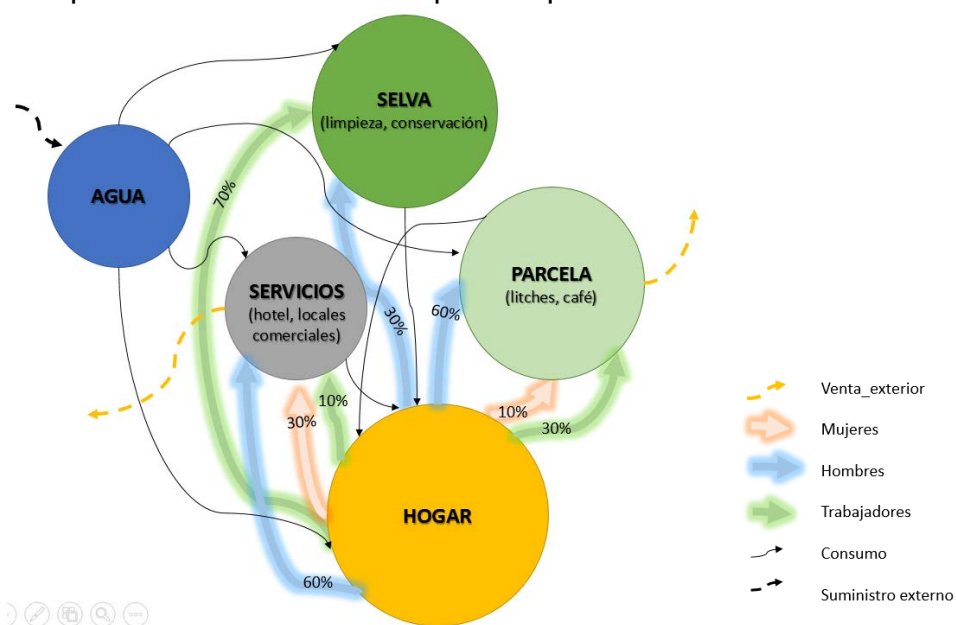 SELVA
(limpieza, conservación)
AGUA
70%
PARCELA
(litches, café)
SERVICIOS
(hotel, locales
comerciales)
30%
60%
10%
30%
10%
30%
HOGAR
60%
Venta_exterior
Mujeres
Hombres
Trabajadores
Consumo
Suministro externo